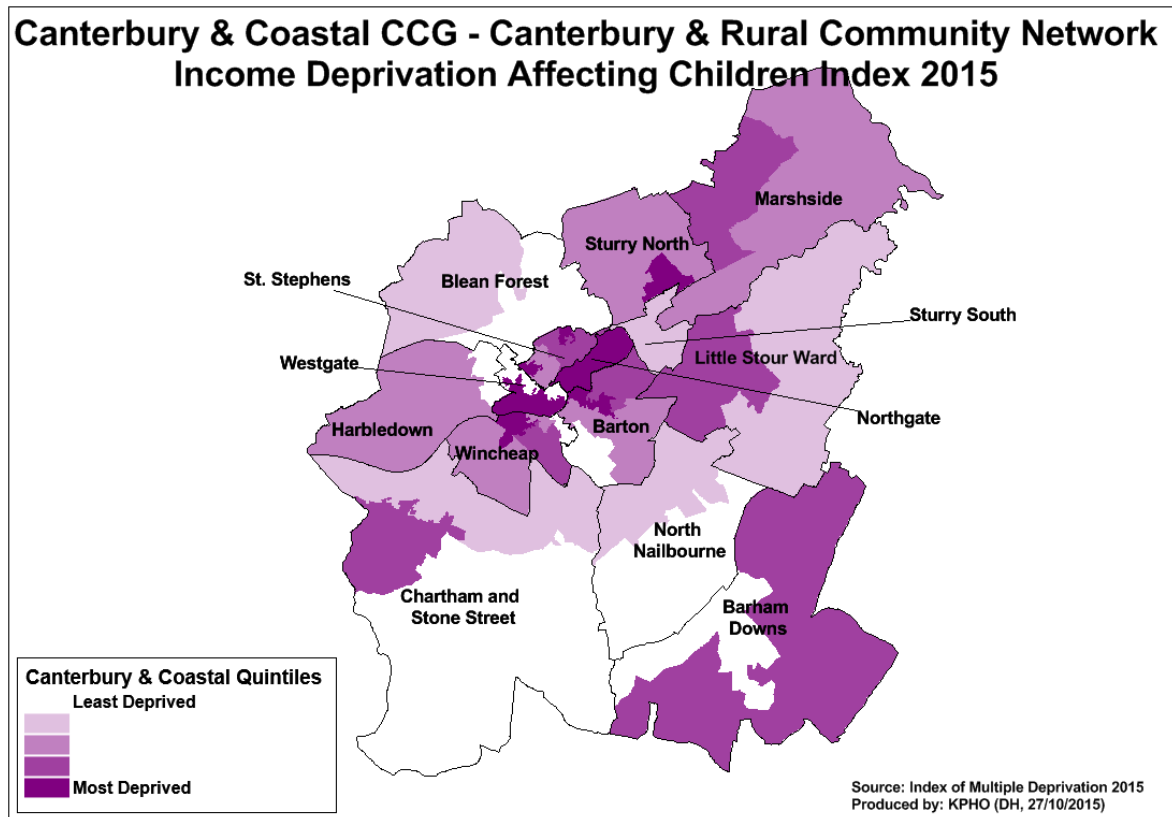 Canterbury & Coastal CCG - Canterbury & Rural Community Network
Income Deprivation Affecting Children Index 2015
Marshside
Sturry North
St. Stephens
Blean Forest
Sturry South
Westgate
Little Stour Ward
Northgate
Harbledown
Barton
Wincheap
North
Nailbourne
Chartham and
Stone Street
Barham
Downs
Canterbury & Coastal Quintiles
Least Deprived
Most Deprived
Source: Index of Multiple Deprivation 2015
Produced by: KPHO (DH, 27/10/2015)